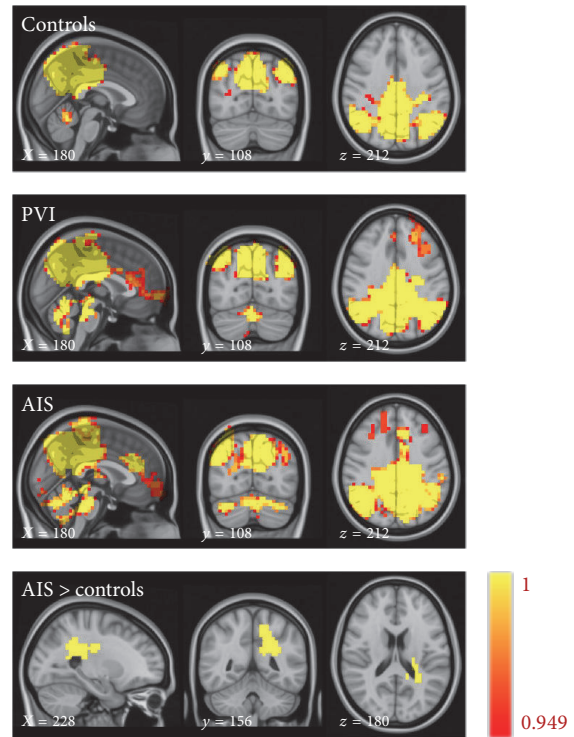 Controls
X = 180
y = 108
z = 212
PVI
X = 180
y = 108
z = 212
AIS
X = 180
y = 108
z = 212
AIS > controls
X = 228
y = 156
z = 180
1
0.949